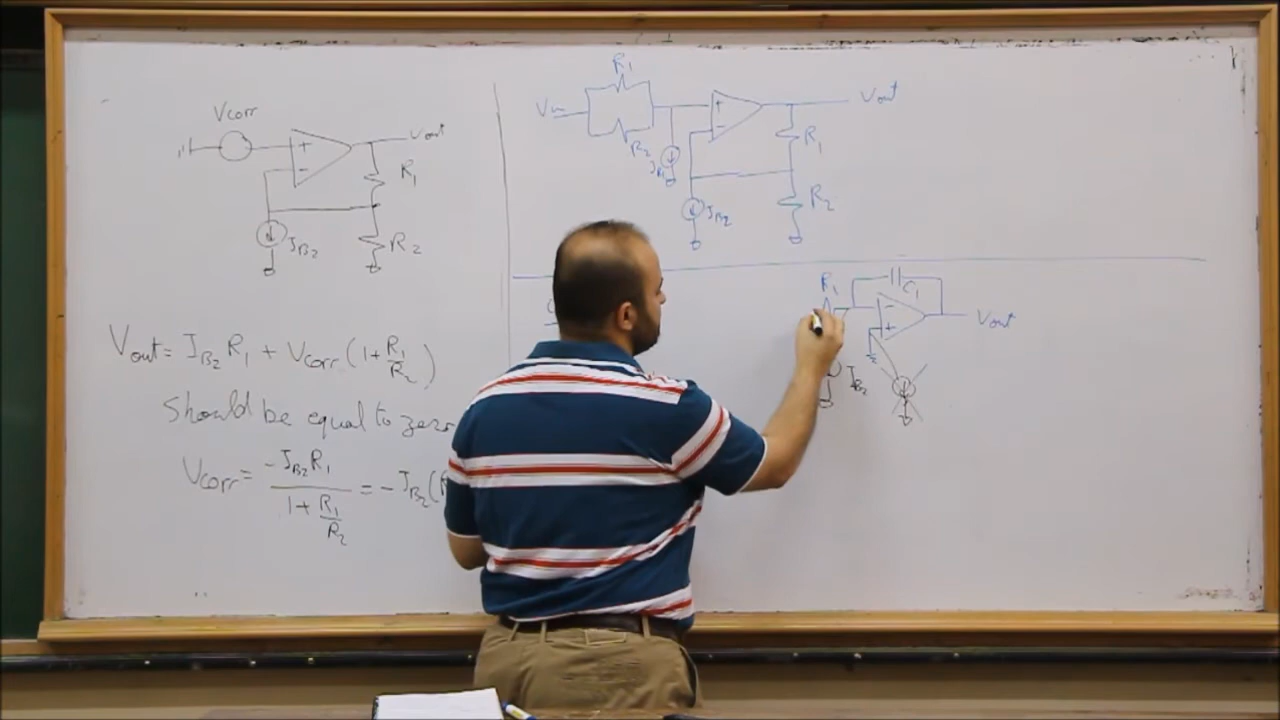 Vcorr
+
-
Vout
R1
R2
IB2
Vout = IB2 R1 + Vcorr (1 + R1/R2)
Should be equal to zero
Vcorr = -IB2 R1 / (1 + R1/R2) = -IB2 (R
R1
Vin
R2
+
-
Vout
IB1
R1
IB2
R2
R1
C1
-
+
Vout
IB2